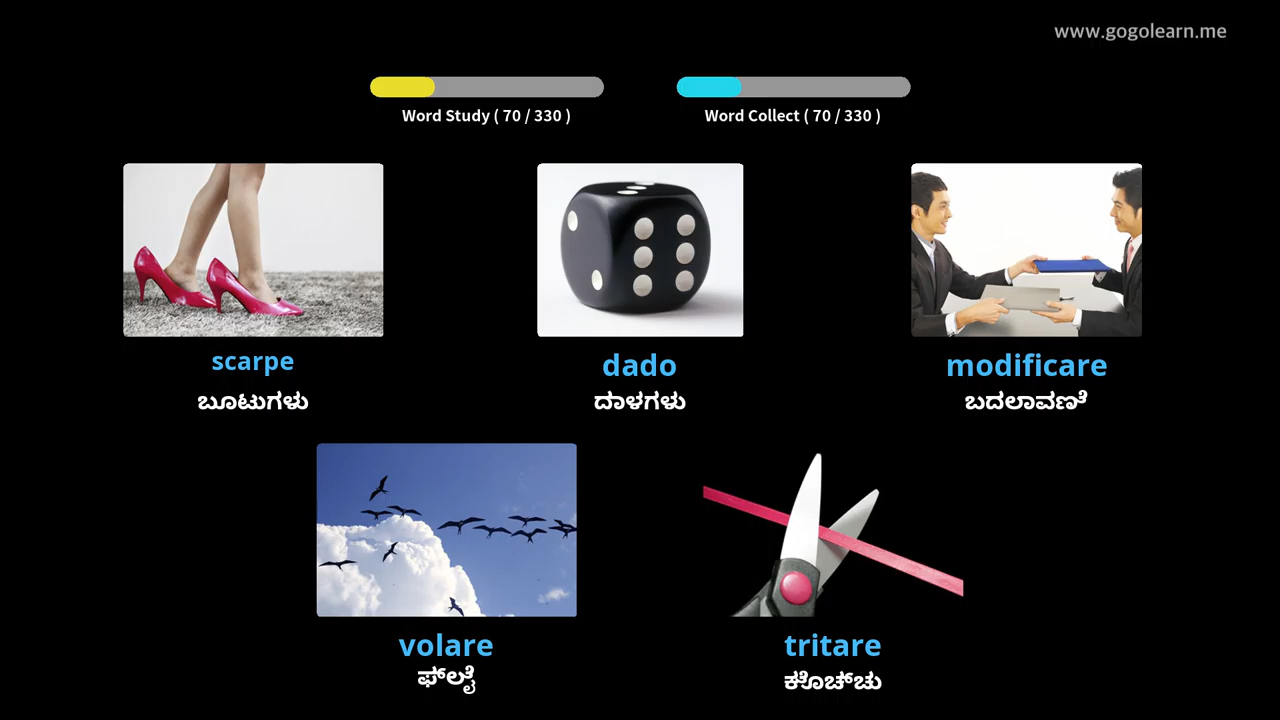 www.gogolearn.me
Word Study ( 70 / 330 )
Word Collect ( 70 / 330 )
scarpe
ಬೂಟುಗಳು
dado
ದಾಳಗಳು
modificare
ಬದಲಾವಣೆ
volare
ಫ್ಲೈ
tritare
ಕೊಚ್ಚು